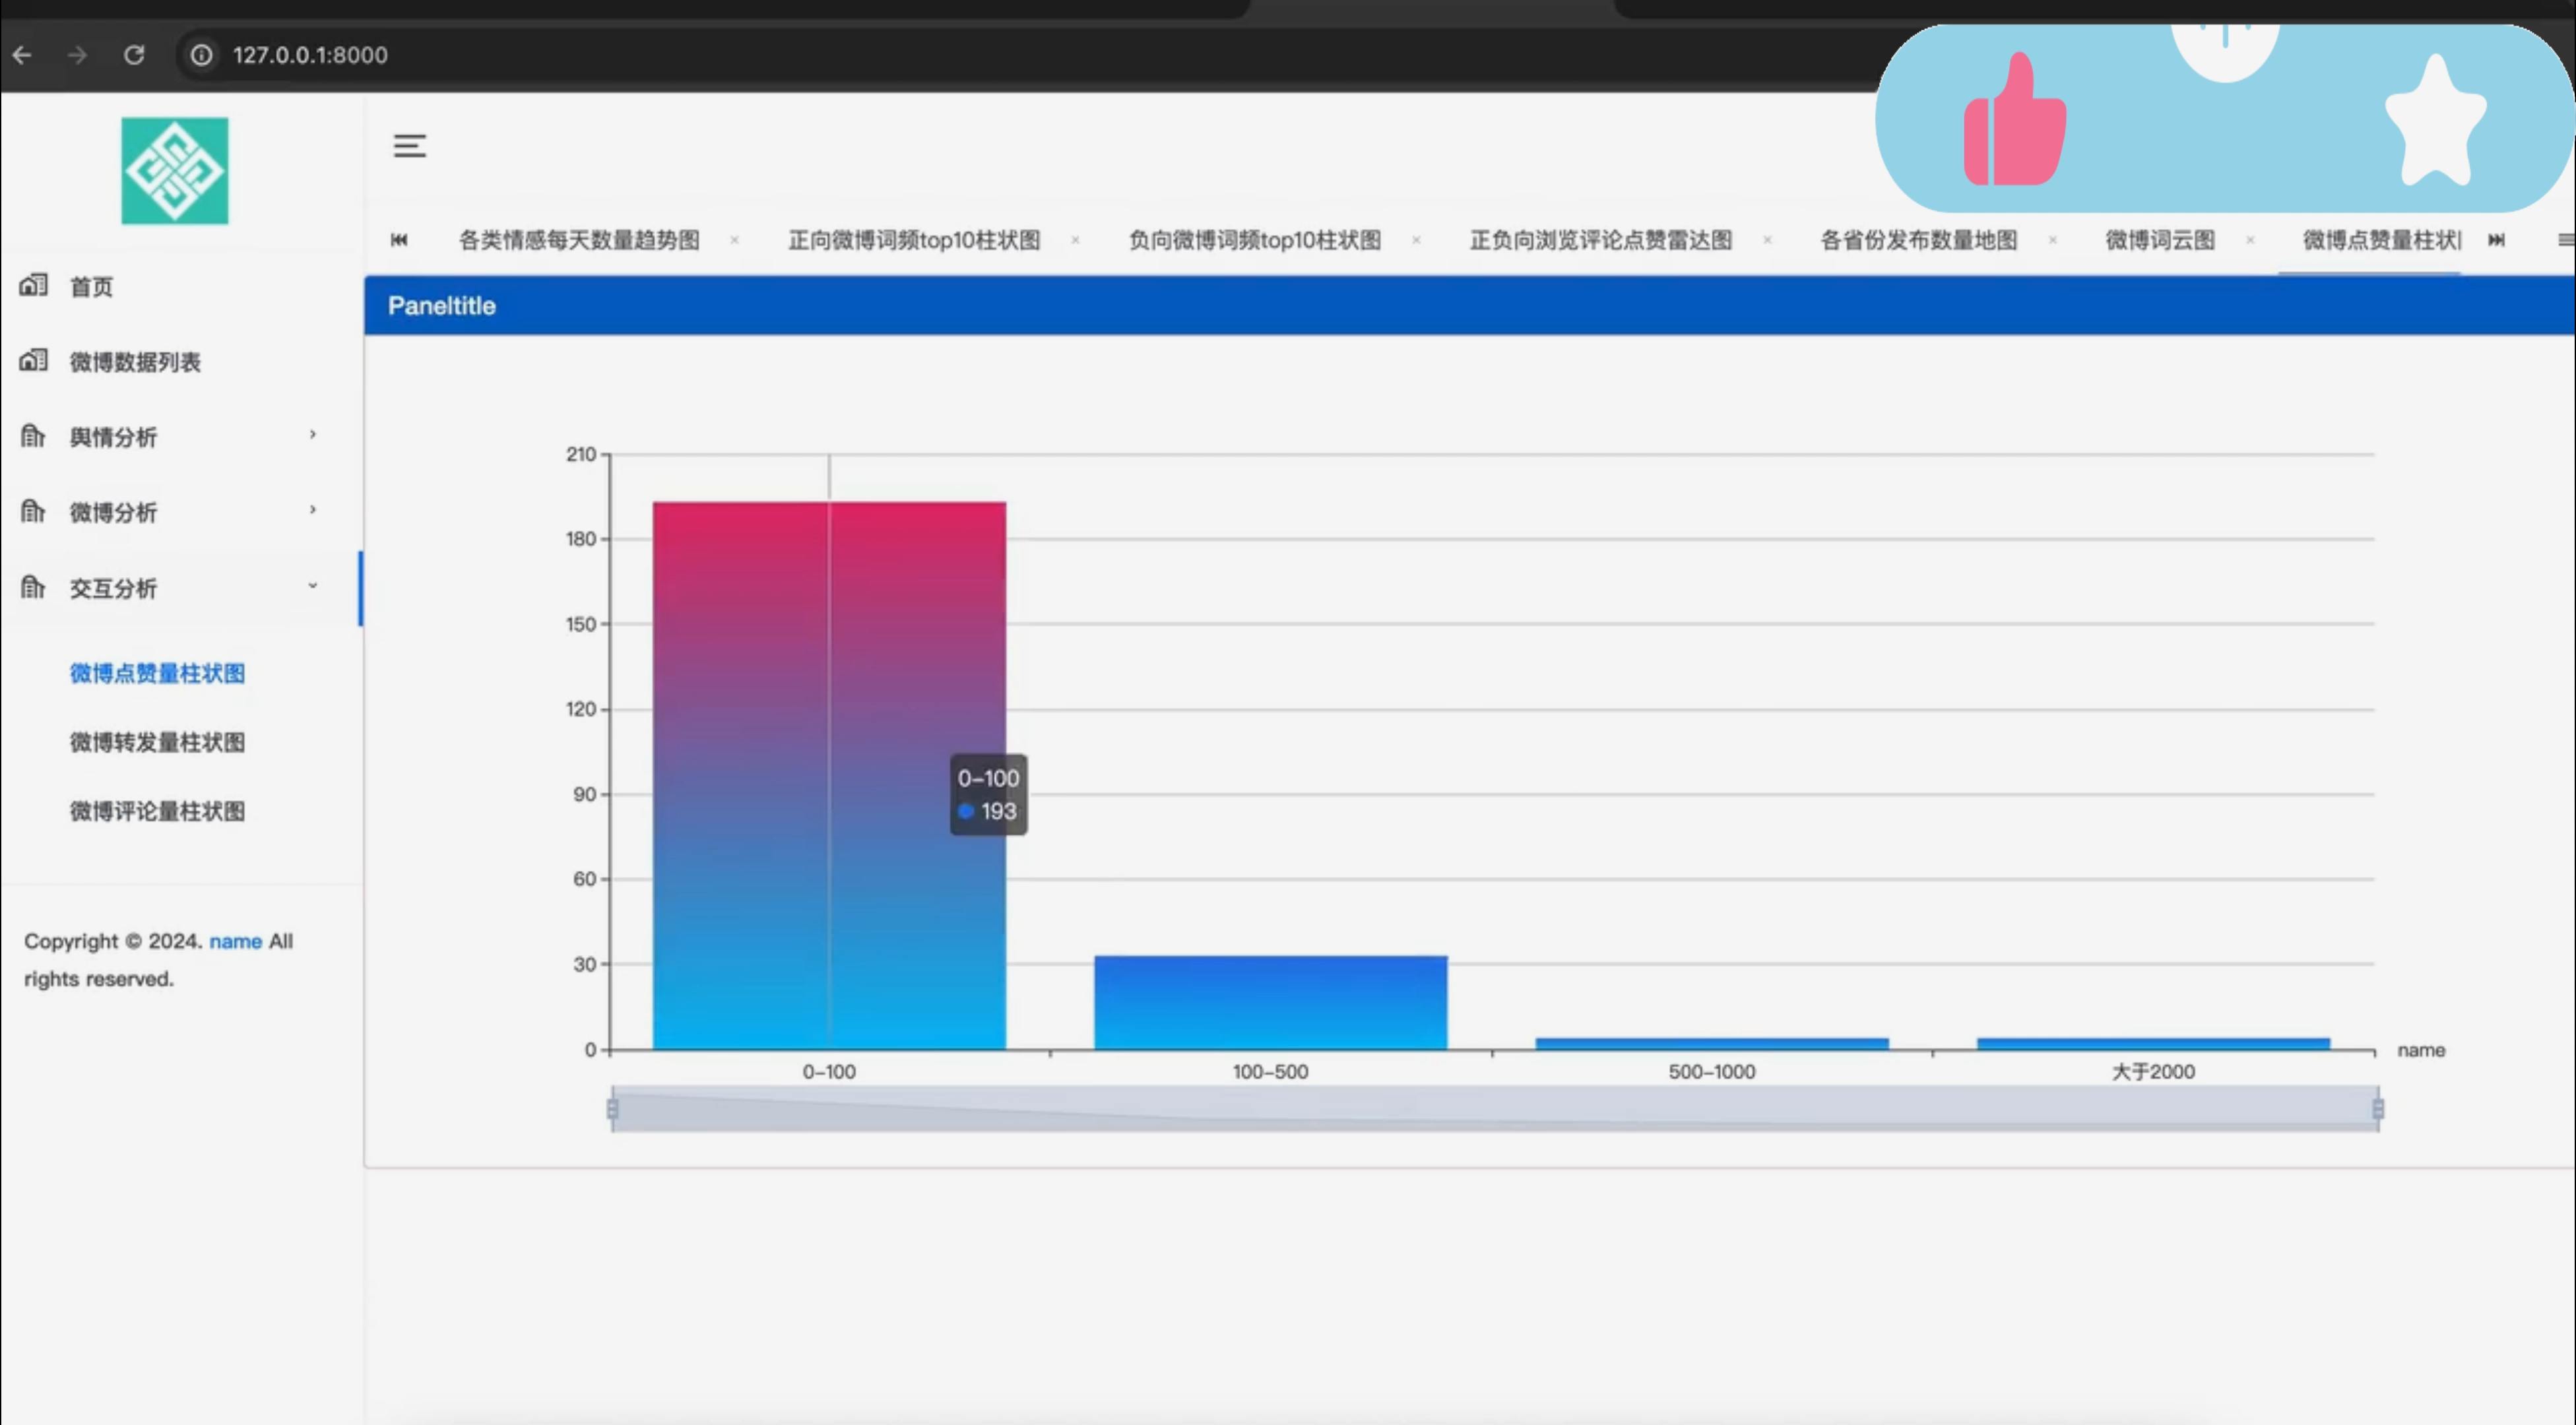 127.0.0.1:8000
各类情感每天数量趋势图 × 正向微博词频top10柱状图 × 负向微博词频top10柱状图 × 正负向浏览评论点赞雷达图 × 各省份发布数量地图 × 微博词云图 × 微博点赞量柱状
首页
微博数据列表
舆情分析
微博分析
交互分析
微博点赞量柱状图
微博转发量柱状图
微博评论量柱状图
Copyright © 2024. name All
rights reserved.
Paneltitle
210
180
150
120
90
60
30
0
0–100
193
0–100
100–500
500–1000
大于2000
name